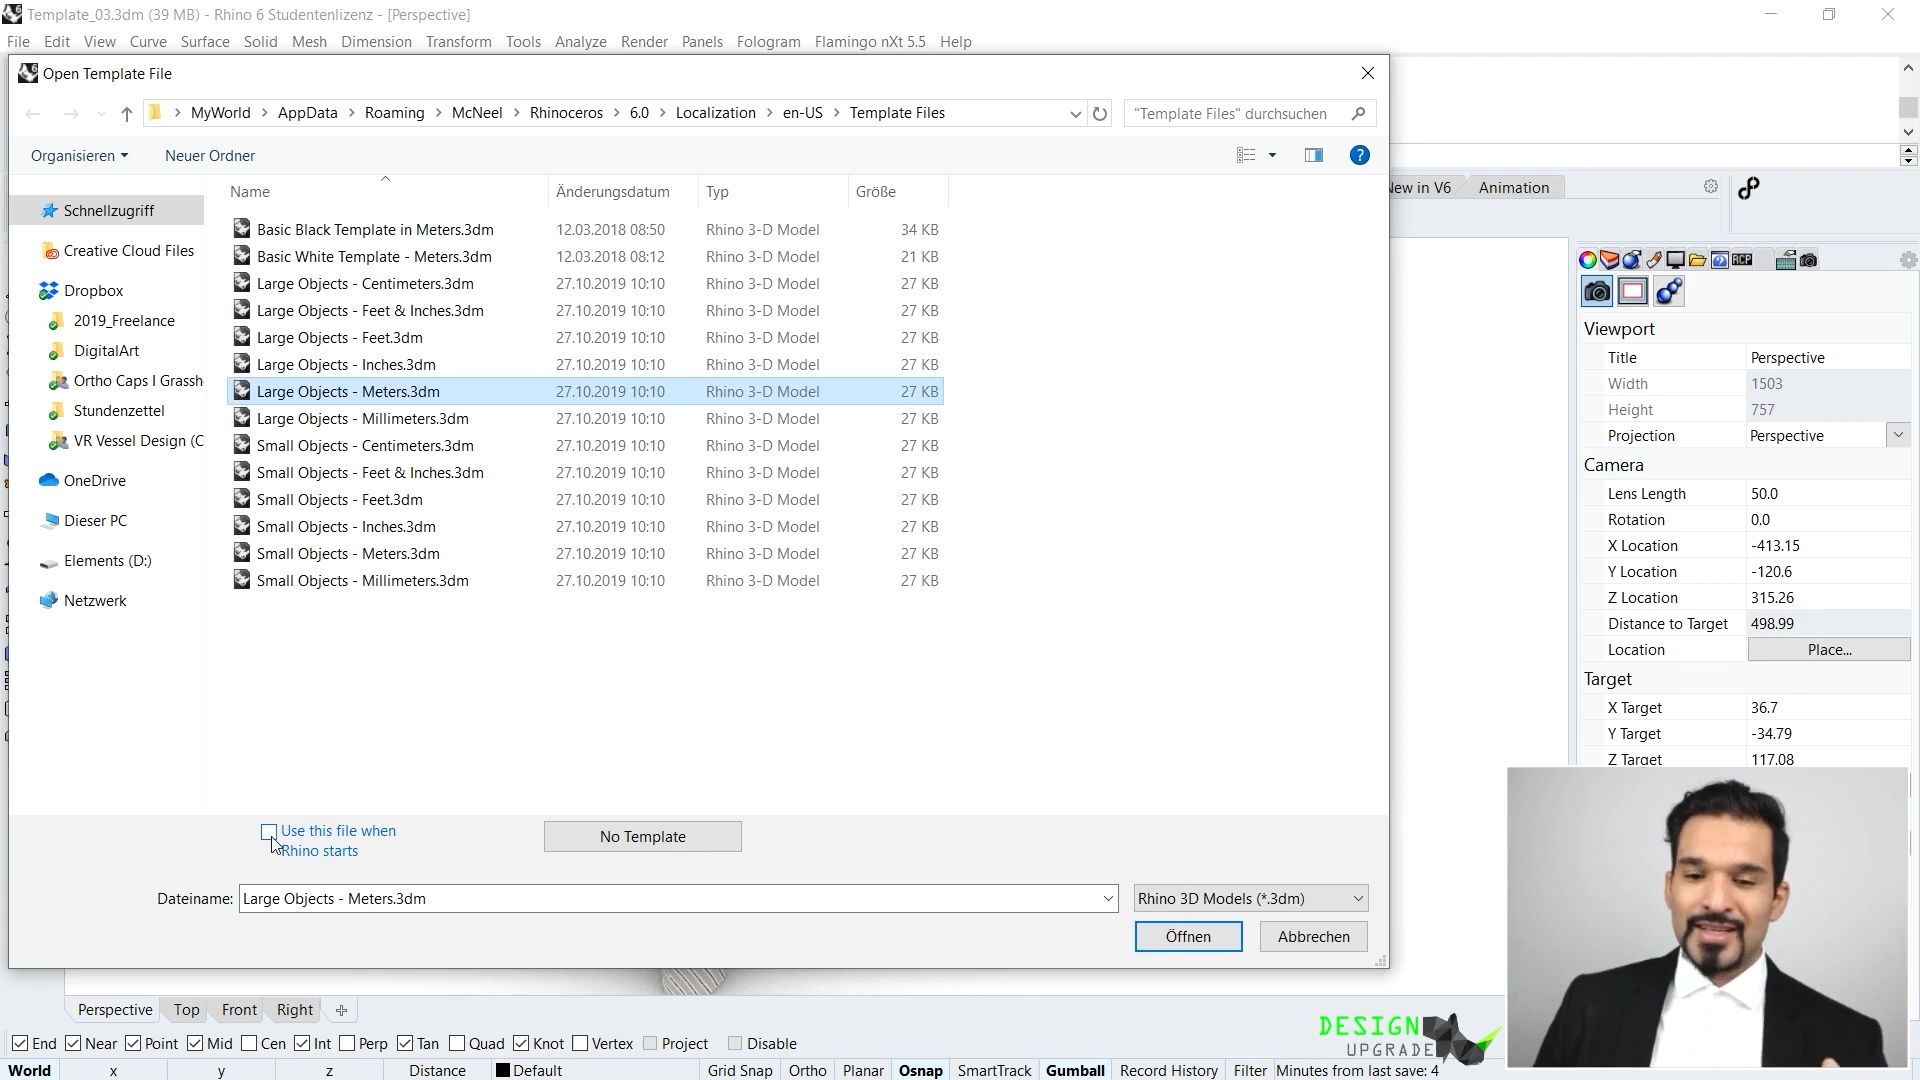 Template_03.3dm (39 MB) - Rhino 6 Studentenlizenz - [Perspective]
File Edit View Curve Surface Solid Mesh Dimension Transform Tools Analyze Render Panels Fologram Flamingo nXt 5.5 Help
Open Template File
MyWorld > AppData > Roaming > McNeel > Rhinoceros > 6.0 > Localization > en-US > Template Files
"Template Files" durchsuchen
Organisieren Neuer Ordner
New in V6 Animation
Name Änderungsdatum Typ Größe
Schnellzugriff
Creative Cloud Files
Dropbox
2019_Freelance
DigitalArt
Ortho Caps I Grassh
Stundenzettel
VR Vessel Design (C
OneDrive
Dieser PC
Elements (D:)
Netzwerk
Basic Black Template in Meters.3dm 12.03.2018 08:50 Rhino 3-D Model 34 KB
Basic White Template - Meters.3dm 12.03.2018 08:12 Rhino 3-D Model 21 KB
Large Objects - Centimeters.3dm 27.10.2019 10:10 Rhino 3-D Model 27 KB
Large Objects - Feet & Inches.3dm 27.10.2019 10:10 Rhino 3-D Model 27 KB
Large Objects - Feet.3dm 27.10.2019 10:10 Rhino 3-D Model 27 KB
Large Objects - Inches.3dm 27.10.2019 10:10 Rhino 3-D Model 27 KB
Large Objects - Meters.3dm 27.10.2019 10:10 Rhino 3-D Model 27 KB
Large Objects - Millimeters.3dm 27.10.2019 10:10 Rhino 3-D Model 27 KB
Small Objects - Centimeters.3dm 27.10.2019 10:10 Rhino 3-D Model 27 KB
Small Objects - Feet & Inches.3dm 27.10.2019 10:10 Rhino 3-D Model 27 KB
Small Objects - Feet.3dm 27.10.2019 10:10 Rhino 3-D Model 27 KB
Small Objects - Inches.3dm 27.10.2019 10:10 Rhino 3-D Model 27 KB
Small Objects - Meters.3dm 27.10.2019 10:10 Rhino 3-D Model 27 KB
Small Objects - Millimeters.3dm 27.10.2019 10:10 Rhino 3-D Model 27 KB
Use this file when
Rhino starts
No Template
Dateiname: Large Objects - Meters.3dm
Rhino 3D Models (*.3dm)
Öffnen Abbrechen
RCP
Viewport
Title Perspective
Width 1503
Height 757
Projection Perspective
Camera
Lens Length 50.0
Rotation 0.0
X Location -413.15
Y Location -120.6
Z Location 315.26
Distance to Target 498.99
Location Place...
Target
X Target 36.7
Y Target -34.79
Z Target 117.08
Perspective Top Front Right
End Near Point Mid Cen Int Perp Tan Quad Knot Vertex Project Disable
DESIGN
UPGRADE
World x y z Distance Default Grid Snap Ortho Planar Osnap SmartTrack Gumball Record History Filter Minutes from last save: 4